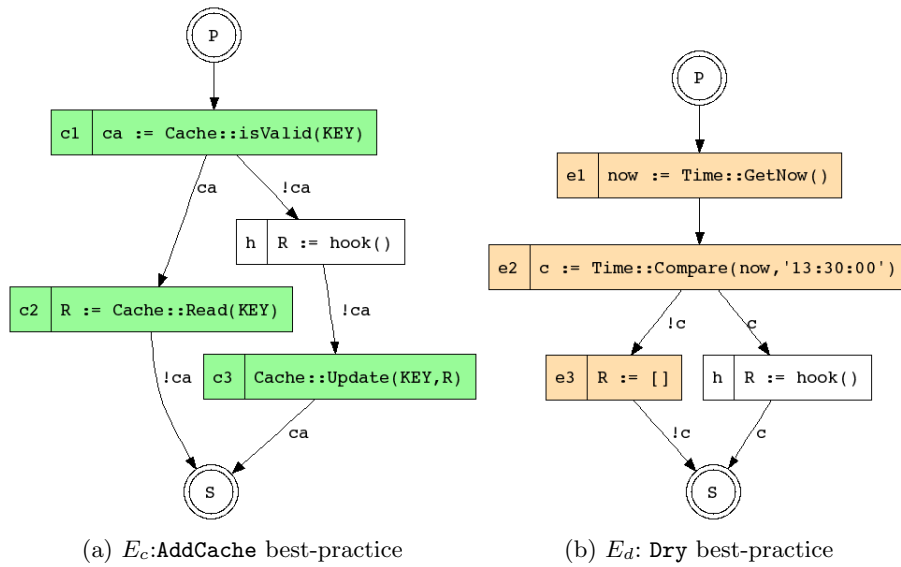 P
c1 ca := Cache::isValid(KEY)
ca
!ca
h R := hook()
c2 R := Cache::Read(KEY)
!ca
!ca
c3 Cache::Update(KEY,R)
ca
S
(a) E_c:AddCache best-practice
P
e1 now := Time::GetNow()
e2 c := Time::Compare(now,'13:30:00')
!c
c
e3 R := []
h R := hook()
!c
c
S
(b) E_d: Dry best-practice